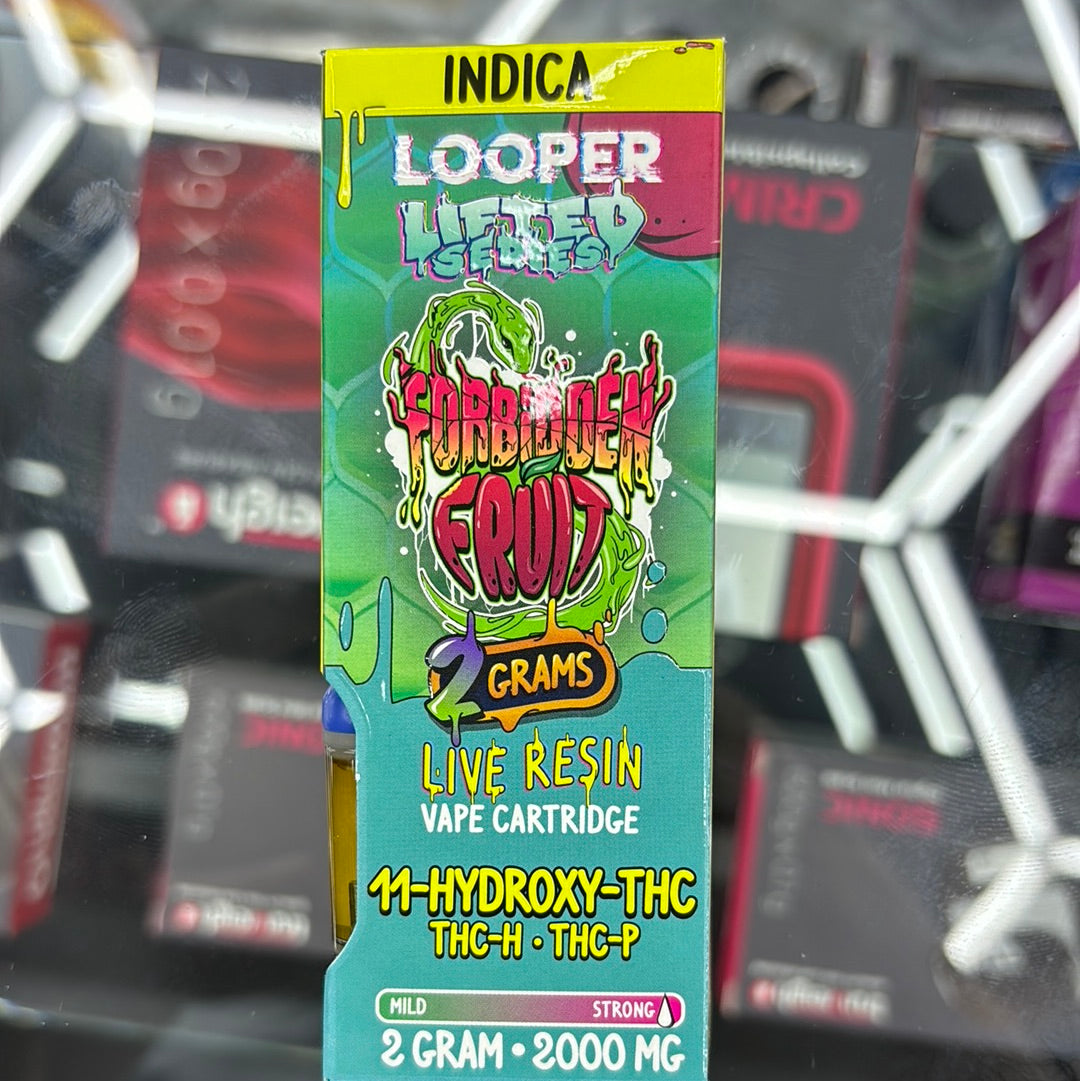 INDICA
LOOPER
LIFTED
SERIES
FORBIDDEN
FRUIT
2 GRAMS
LIVE RESIN
VAPE CARTRIDGE
11-HYDROXY-THC
THC-H • THC-P
MILD STRONG
2 GRAM • 2000 MG